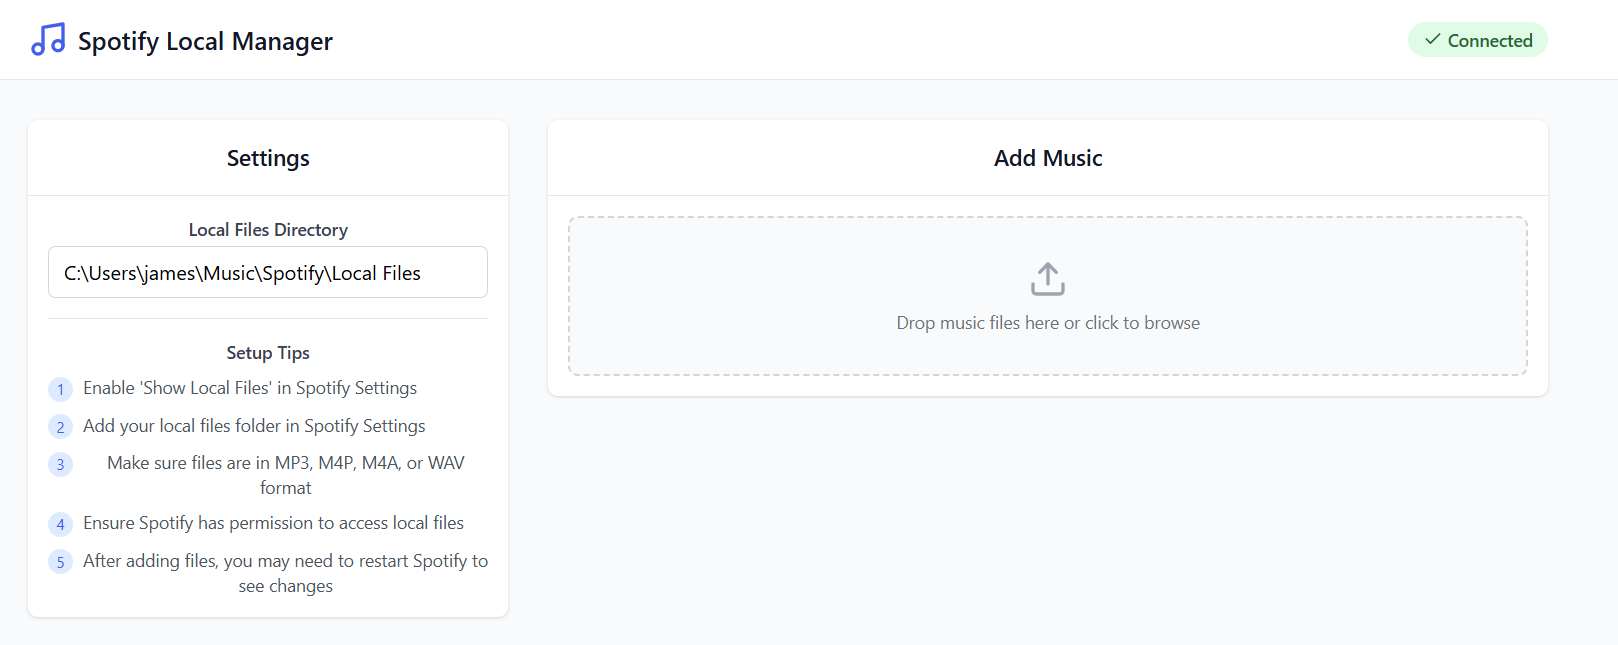 Spotify Local Manager
Connected
Settings
Local Files Directory
C:\Users\james\Music\Spotify\Local Files
Setup Tips
1 Enable 'Show Local Files' in Spotify Settings
2 Add your local files folder in Spotify Settings
3 Make sure files are in MP3, M4P, M4A, or WAV
format
4 Ensure Spotify has permission to access local files
5 After adding files, you may need to restart Spotify to
see changes
Add Music
Drop music files here or click to browse